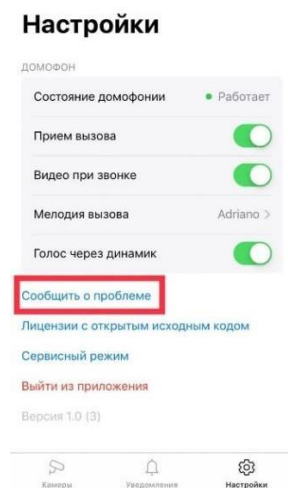 Настройки
ДОМОФОН
Состояние домофонии Работает
Прием вызова
Видео при звонке
Мелодия вызова Adriano >
Голос через динамик
Сообщить о проблеме
Лицензии с открытым исходным кодом
Сервисный режим
Выйти из приложения
Версия 1.0 (3)
Камеры Уведомления Настройки